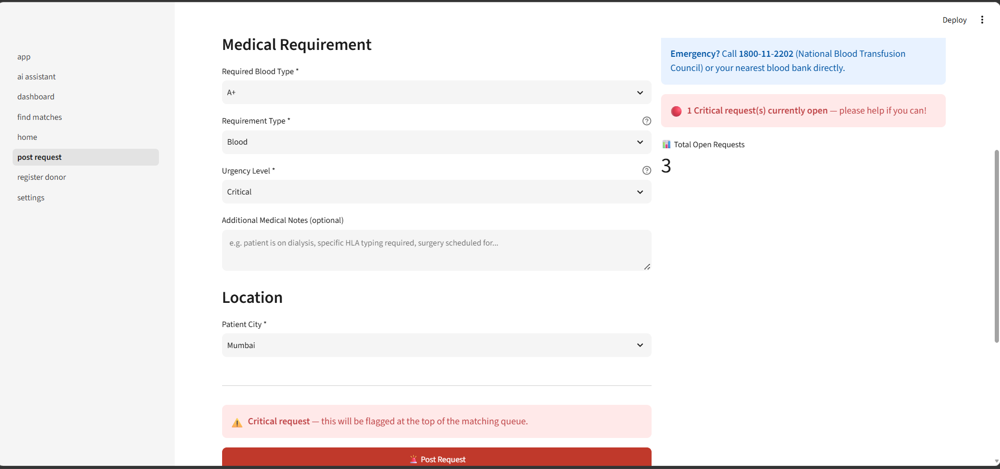 Deploy
app
ai assistant
dashboard
find matches
home
post request
register donor
settings
Medical Requirement
Required Blood Type *
A+
Requirement Type *
Blood
Urgency Level *
Critical
Additional Medical Notes (optional)
e.g. patient is on dialysis, specific HLA typing required, surgery scheduled for...
Location
Patient City *
Mumbai
Critical request — this will be flagged at the top of the matching queue.
Post Request
Emergency? Call 1800-11-2202 (National Blood Transfusion
Council) or your nearest blood bank directly.
1 Critical request(s) currently open — please help if you can!
Total Open Requests
3